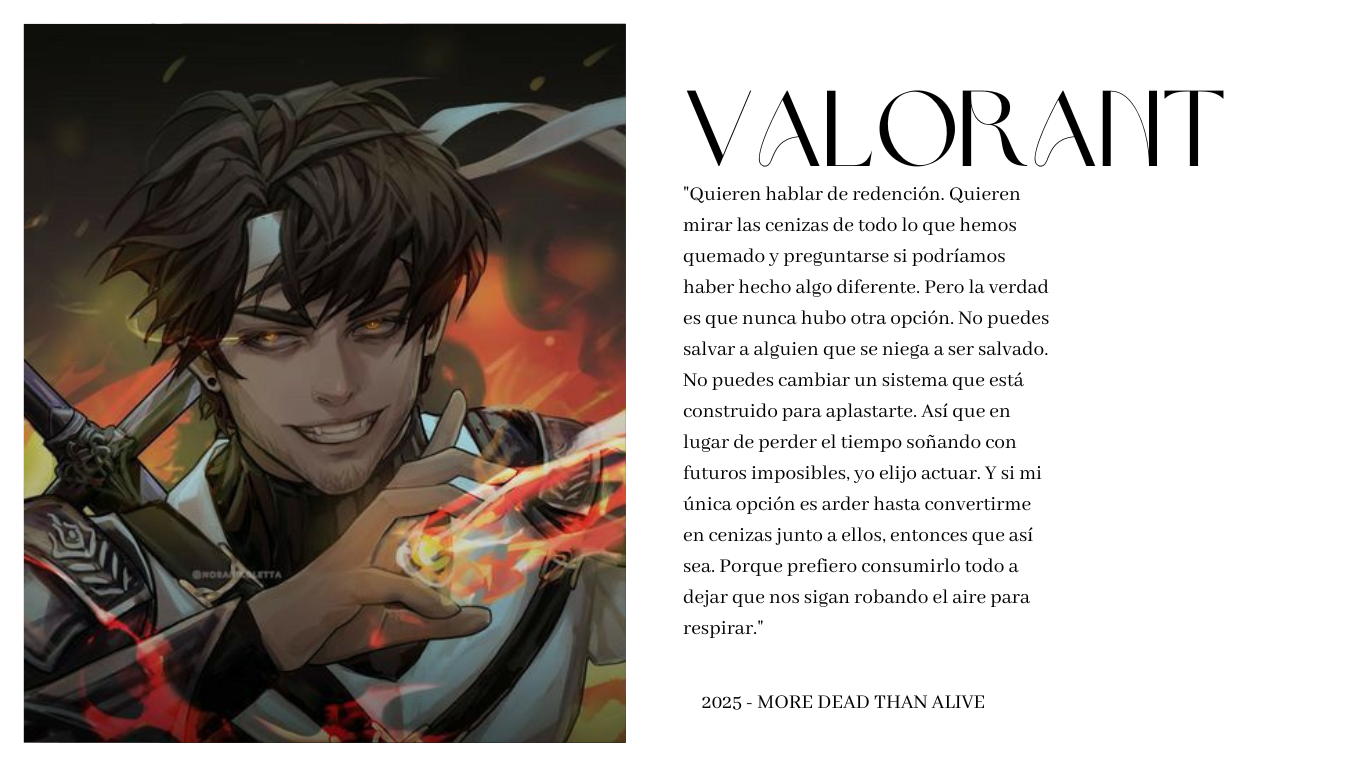 VALORANT
"Quieren hablar de redención. Quieren
mirar las cenizas de todo lo que hemos
quemado y preguntarse si podríamos
haber hecho algo diferente. Pero la verdad
es que nunca hubo otra opción. No puedes
salvar a alguien que se niega a ser salvado.
No puedes cambiar un sistema que está
construido para aplastarte. Así que en
lugar de perder el tiempo soñando con
futuros imposibles, yo elijo actuar. Y si mi
única opción es arder hasta convertirme
en cenizas junto a ellos, entonces que así
sea. Porque prefiero consumirlo todo a
dejar que nos sigan robando el aire para
respirar."
2025 - MORE DEAD THAN ALIVE